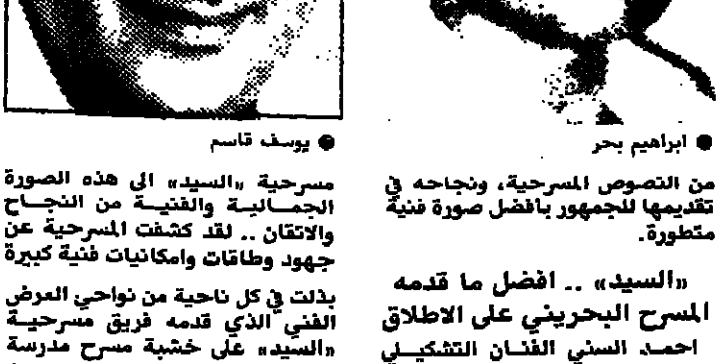 ● ابراهيم بحر
من النصوص المسرحية، ونجاحه في
تقديمها للجمهور بافضل صورة فنية
متطورة.
«السيد» .. افضل ما قدمه
المسرح البحريني على الاطلاق
احمد السني الفنان التشكيلي
● يوسف قاسم
مسرحية «السيد» الى هذه الصورة
الجمالية والفنية من النجاح
والاتقان .. لقد كشفت المسرحية عن
جهود وطاقات وامكانيات فنية كبيرة
بذلت في كل ناحية من نواحي العرض
الفني الذي قدمه فريق مسرحية
«السيد» على خشبة مسرح مدرسة